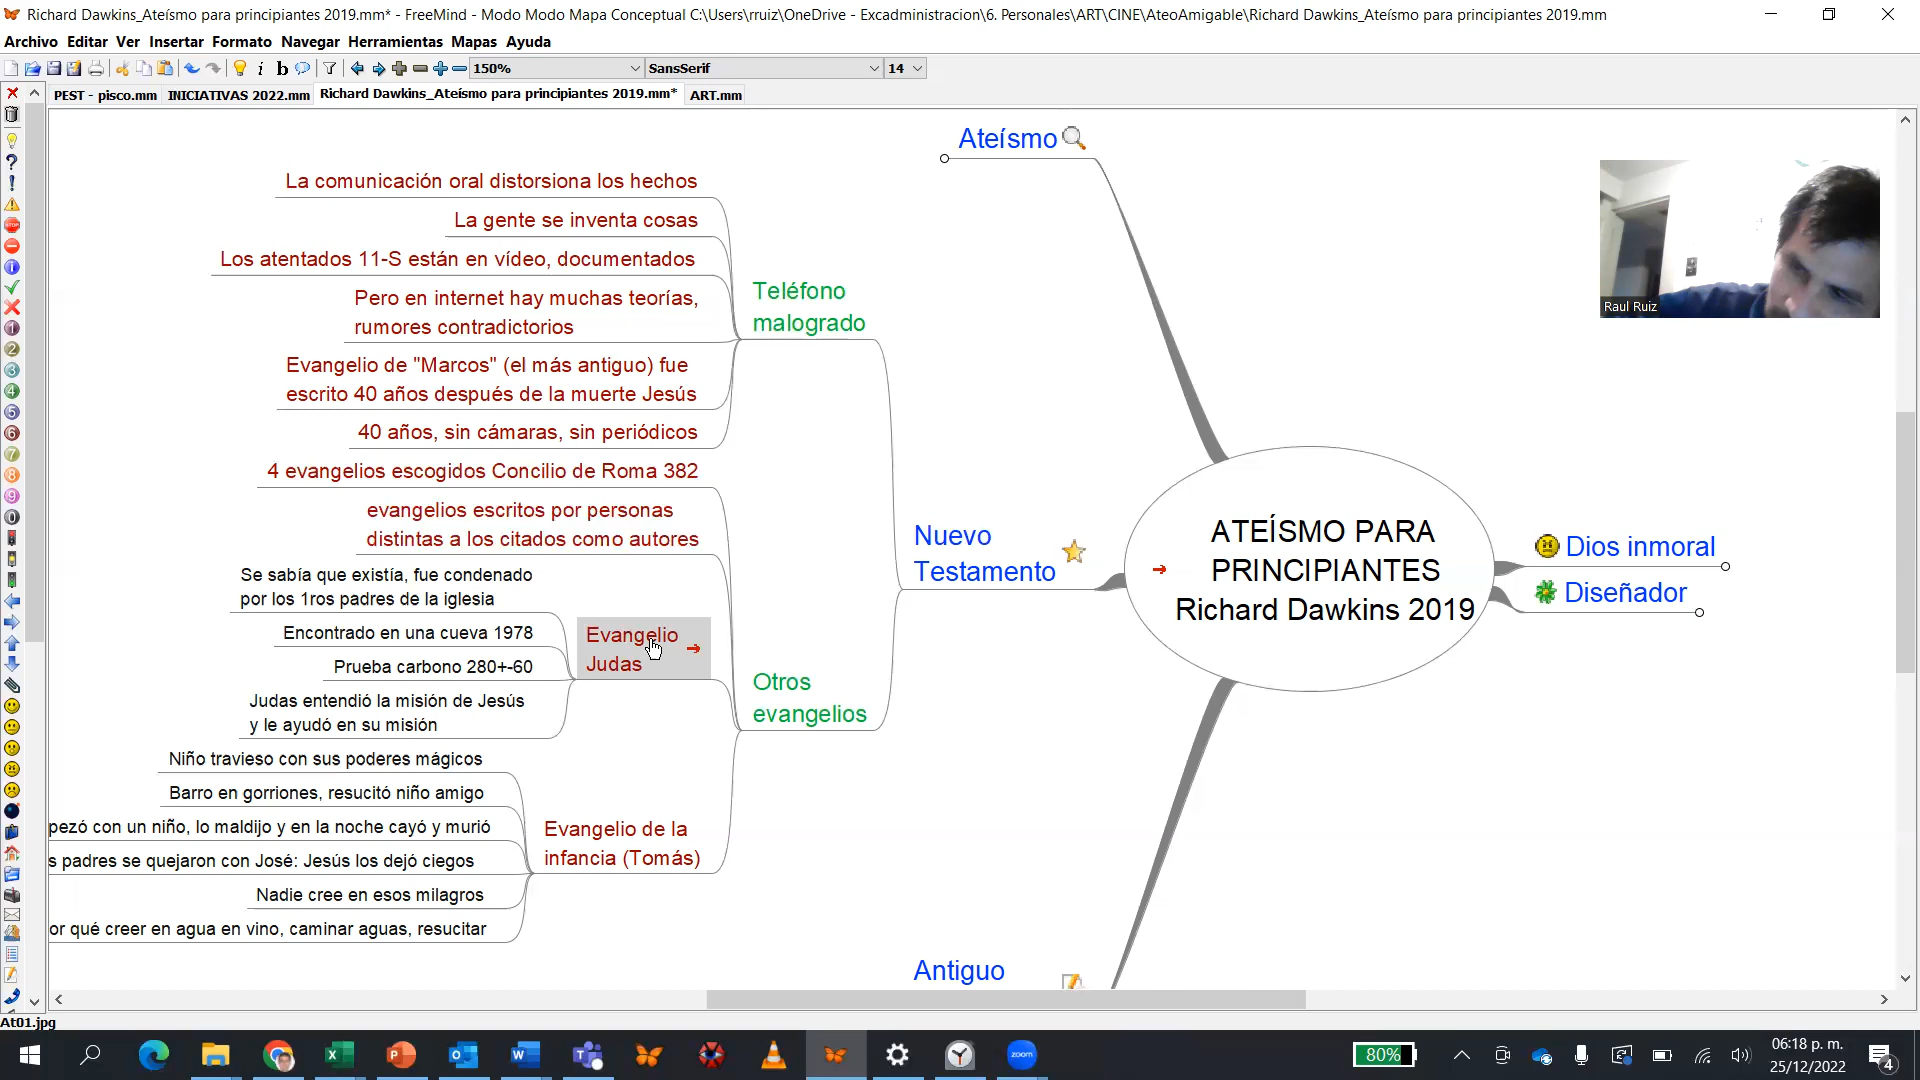 Richard Dawkins_Ateísmo para principiantes 2019.mm* - FreeMind - Modo Modo Mapa Conceptual C:\Users\rruiz\OneDrive - Excadministracion\6. Personales\ART\CINE\AteoAmigable\Richard Dawkins_Ateísmo para principiantes 2019.mm
Archivo Editar Ver Insertar Formato Navegar Herramientas Mapas Ayuda
150% SansSerif 14
PEST - pisco.mm INICIATIVAS 2022.mm Richard Dawkins_Ateísmo para principiantes 2019.mm* ART.mm
Ateísmo
La comunicación oral distorsiona los hechos
La gente se inventa cosas
Los atentados 11-S están en vídeo, documentados
Pero en internet hay muchas teorías,
rumores contradictorios
Evangelio de "Marcos" (el más antiguo) fue
escrito 40 años después de la muerte Jesús
40 años, sin cámaras, sin periódicos
Teléfono
malogrado
4 evangelios escogidos Concilio de Roma 382
evangelios escritos por personas
distintas a los citados como autores
Se sabía que existía, fue condenado
por los 1ros padres de la iglesia
Encontrado en una cueva 1978
Prueba carbono 280+-60
Judas entendió la misión de Jesús
y le ayudó en su misión
Evangelio
Judas
Niño travieso con sus poderes mágicos
Barro en gorriones, resucitó niño amigo
pezó con un niño, lo maldijo y en la noche cayó y murió
s padres se quejaron con José: Jesús los dejó ciegos
Nadie cree en esos milagros
or qué creer en agua en vino, caminar aguas, resucitar
Evangelio de la
infancia (Tomás)
Otros
evangelios
Nuevo
Testamento
ATEÍSMO PARA
PRINCIPIANTES
Richard Dawkins 2019
Dios inmoral
Diseñador
Antiguo
Raul Ruiz
At01.jpg
zoom
80%
06:18 p. m.
25/12/2022
4